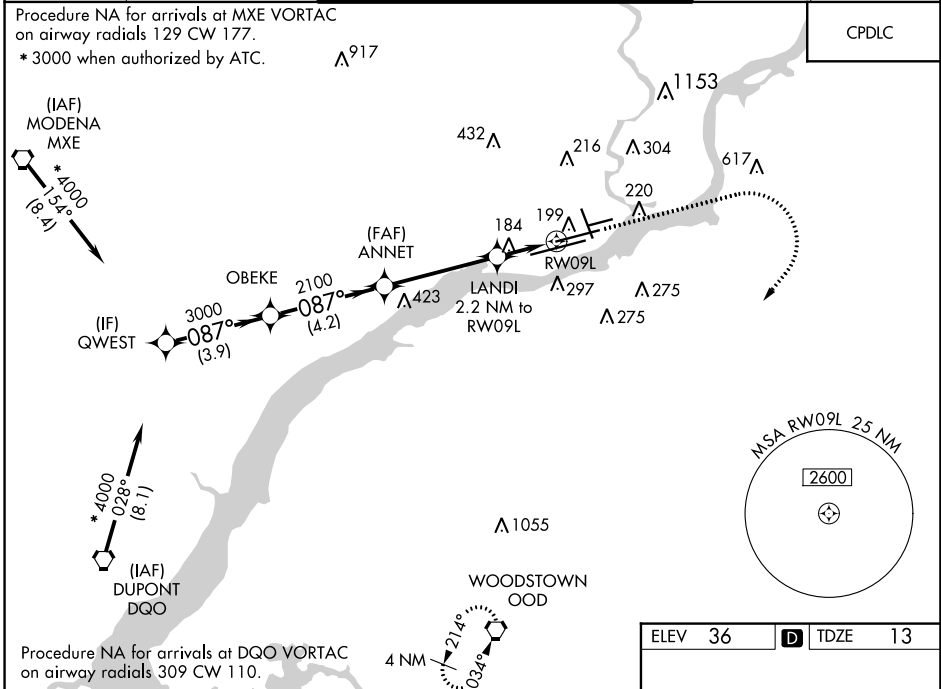 Procedure NA for arrivals at MXE VORTAC
on airway radials 129 CW 177.
* 3000 when authorized by ATC.
CPDLC
917
1153
(IAF)
MODENA
MXE
* 4000
154°
(8.4)
432
216
304
617
220
199
184
(FAF)
ANNET
RW09L
OBEKE
2100
087°
(4.2)
423
LANDI
2.2 NM to
RW09L
297
275
275
(IF)
QWEST
3000
087°
(3.9)
MSA RW09L 25 NM
2600
* 4000
028°
(8.1)
(IAF)
DUPONT
DQO
1055
WOODSTOWN
OOD
214°
034°
4 NM
Procedure NA for arrivals at DQO VORTAC
on airway radials 309 CW 110.
ELEV 36
D
TDZE 13